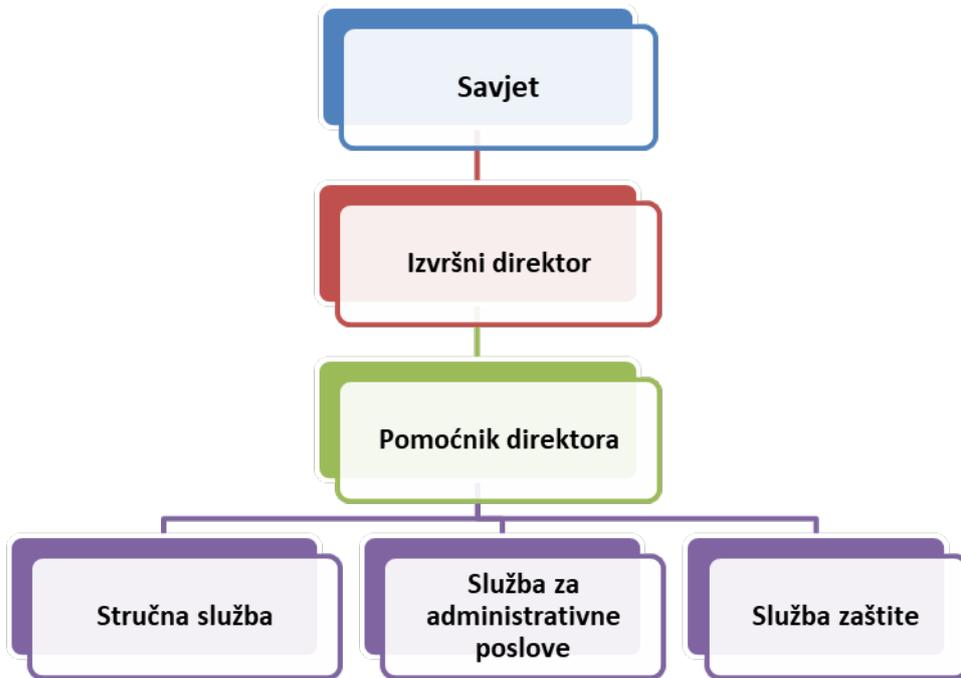 Savjet
Izvršni direktor
Pomoćnik direktora
Stručna služba
Služba za
administrativne
poslove
Služba zaštite